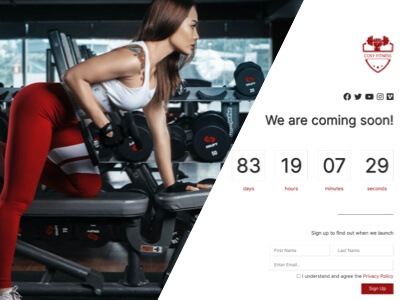 COSY FITNESS
We are coming soon!
83 19 07 29
days hours minutes seconds
Sign up to find out when we launch
First Name Last Name
Enter Email...
I understand and agree the Privacy Policy
Sign Up